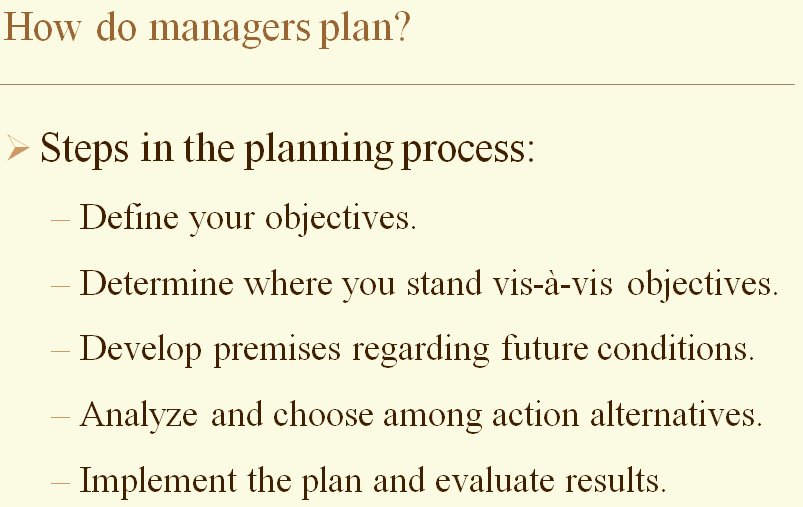 How do managers plan?
➢ Steps in the planning process:
– Define your objectives.
– Determine where you stand vis-à-vis objectives.
– Develop premises regarding future conditions.
– Analyze and choose among action alternatives.
– Implement the plan and evaluate results.